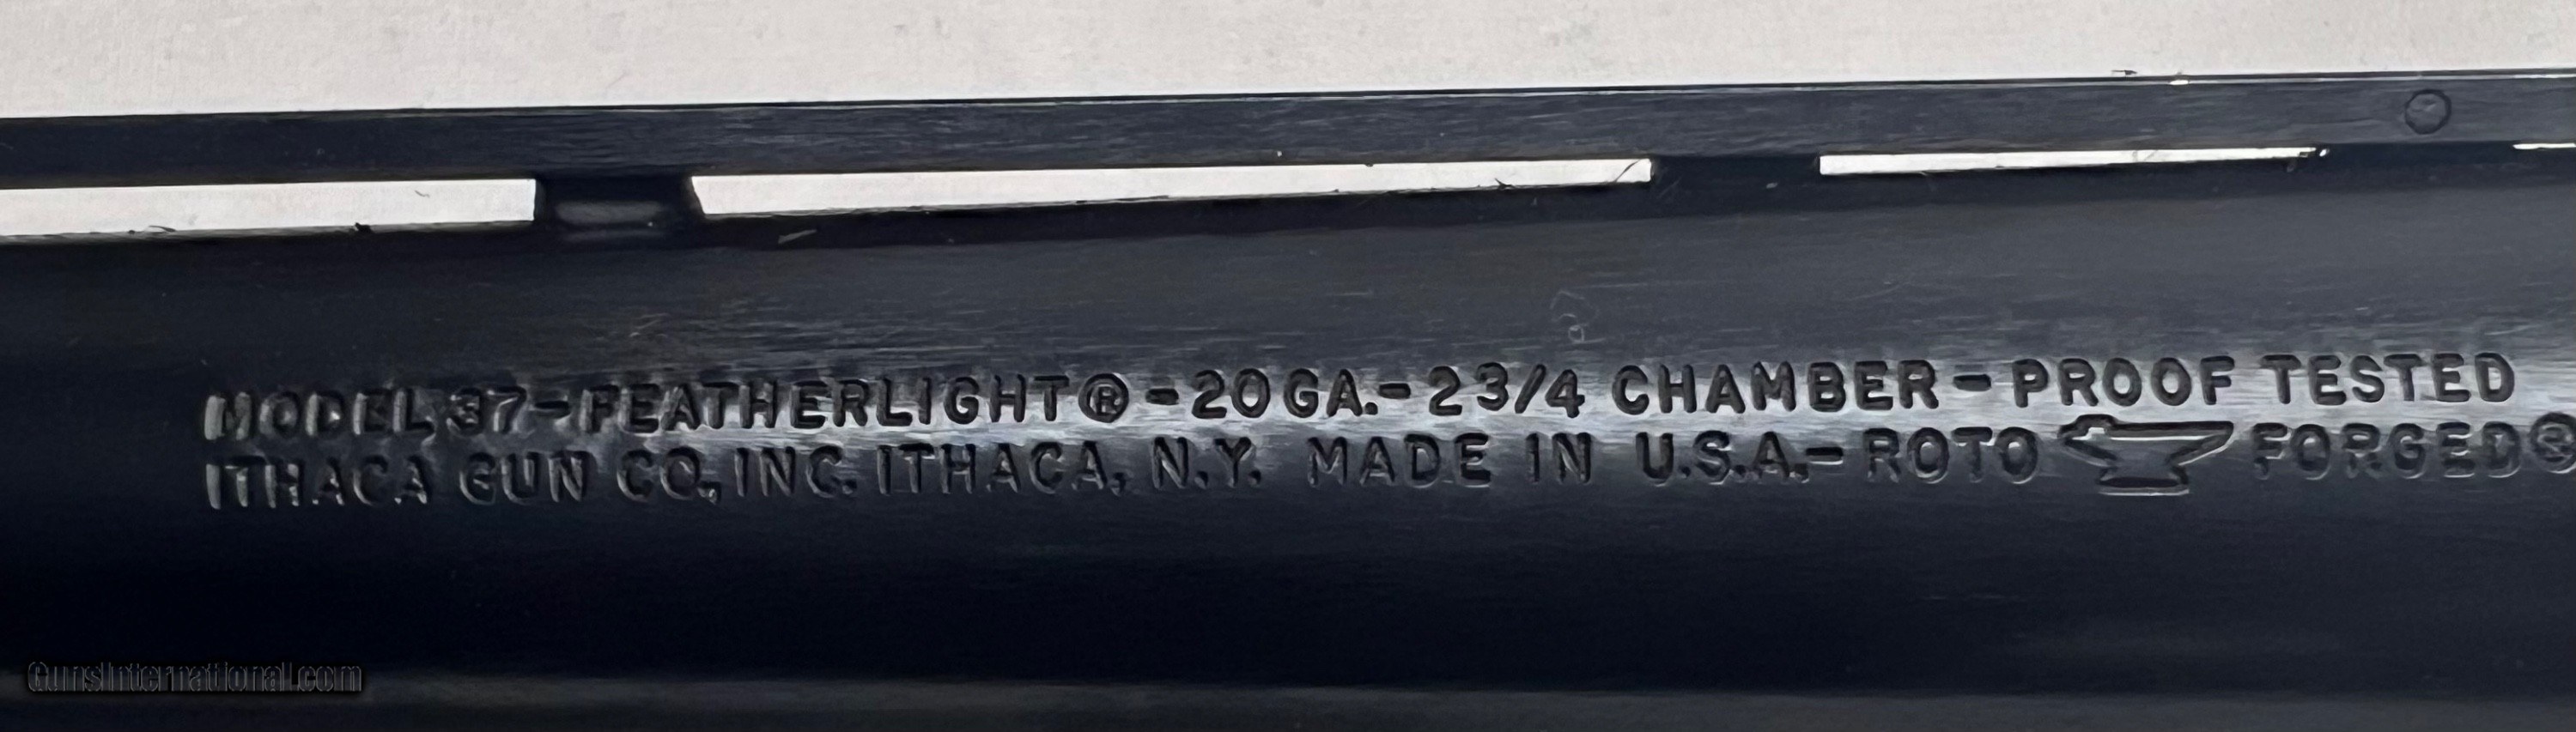 MODEL 37-FEATHERLIGHT®-20 GA.-2 3/4 CHAMBER-PROOF TESTED
ITHACA GUN CO., INC. ITHACA, N.Y. MADE IN U.S.A.-ROTO FORGED®
GunsInternational.com